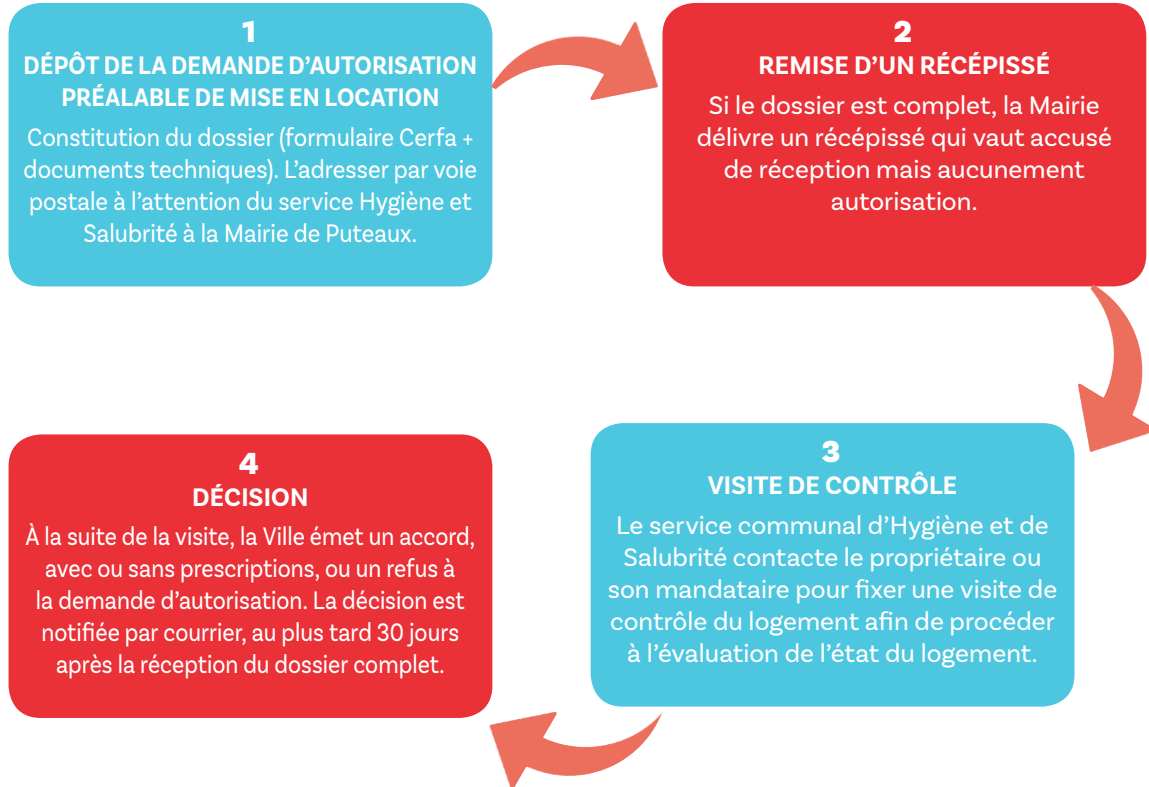 1
DÉPÔT DE LA DEMANDE D'AUTORISATION
PRÉALABLE DE MISE EN LOCATION
Constitution du dossier (formulaire Cerfa +
documents techniques). L'adresser par voie
postale à l'attention du service Hygiène et
Salubrité à la Mairie de Puteaux.
2
REMISE D'UN RÉCÉPISSÉ
Si le dossier est complet, la Mairie
délivre un récépissé qui vaut accusé
de réception mais aucunement
autorisation.
3
VISITE DE CONTRÔLE
Le service communal d'Hygiène et de
Salubrité contacte le propriétaire ou
son mandataire pour fixer une visite de
contrôle du logement afin de procéder
à l'évaluation de l'état du logement.
4
DÉCISION
À la suite de la visite, la Ville émet un accord,
avec ou sans prescriptions, ou un refus à
la demande d'autorisation. La décision est
notifiée par courrier, au plus tard 30 jours
après la réception du dossier complet.